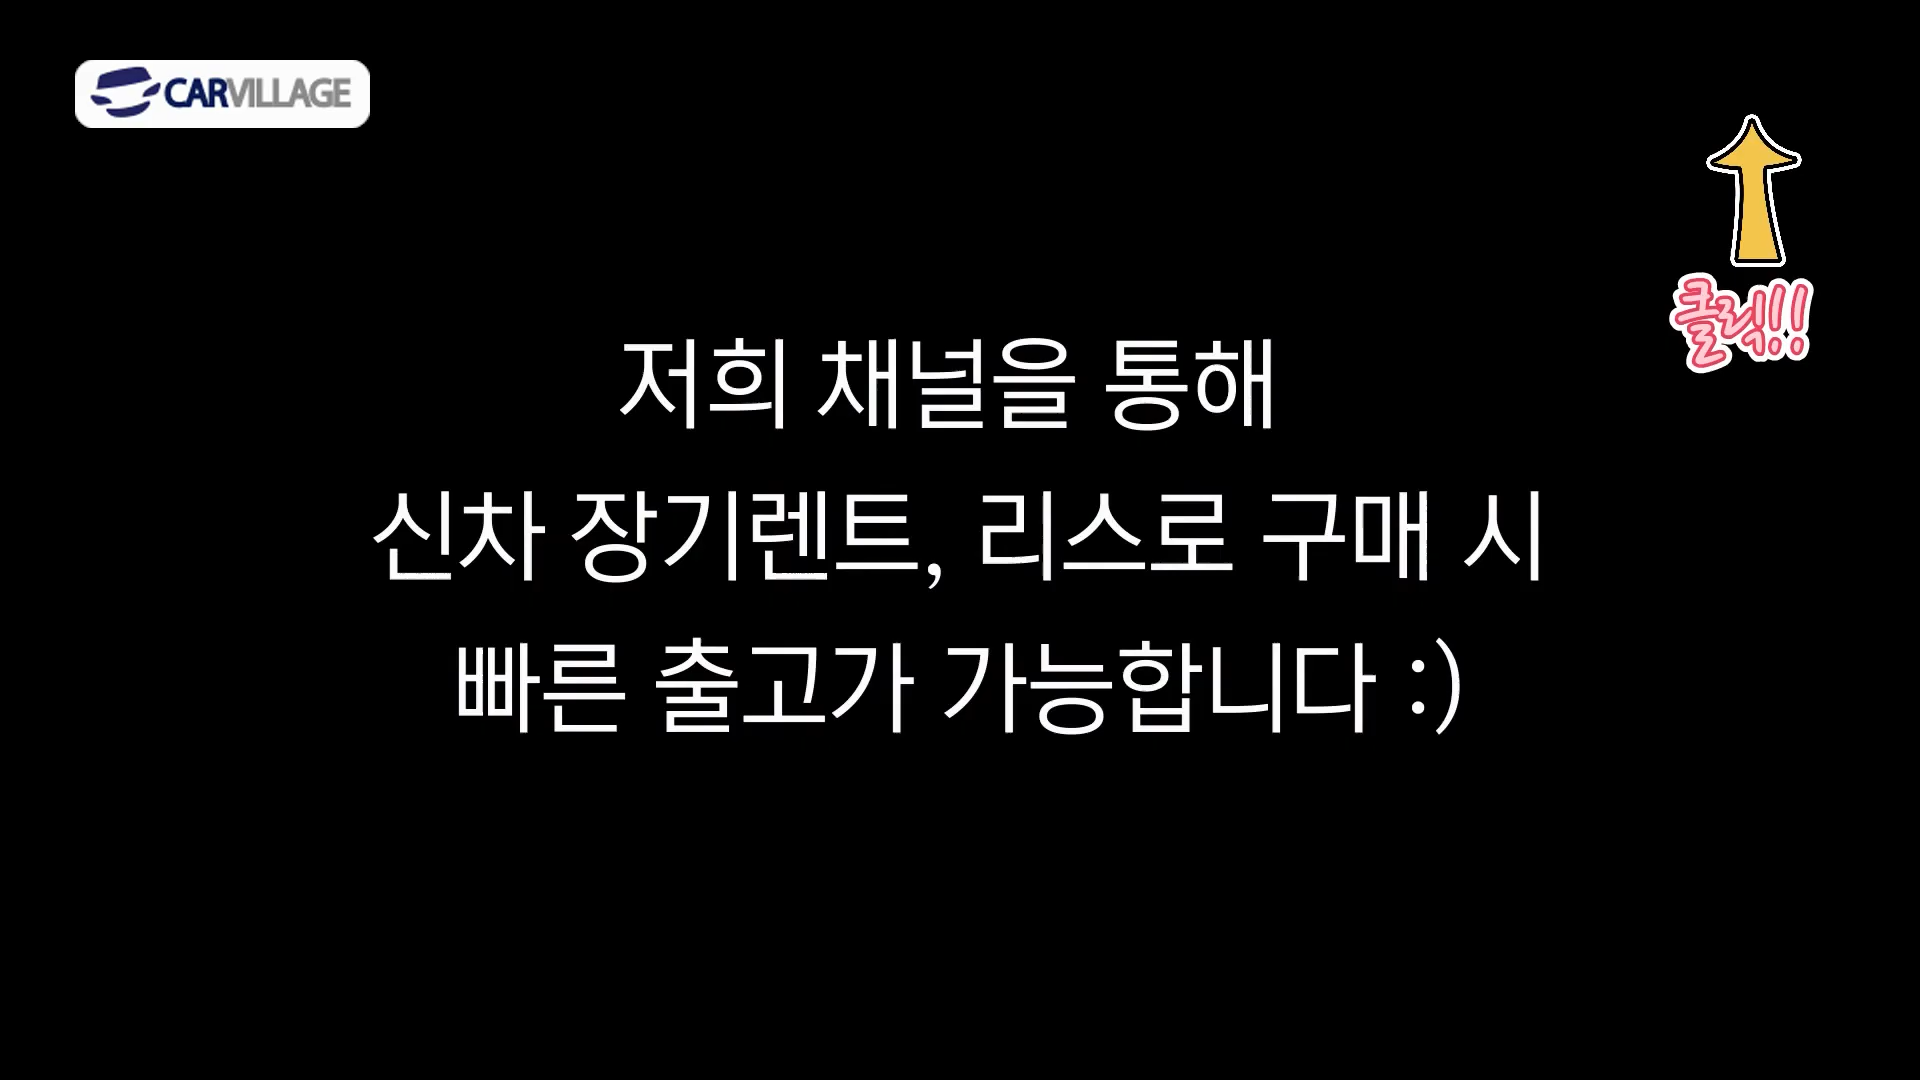 CARVILLAGE
클릭!!
저희 채널을 통해
신차 장기렌트, 리스로 구매 시
빠른 출고가 가능합니다 :)